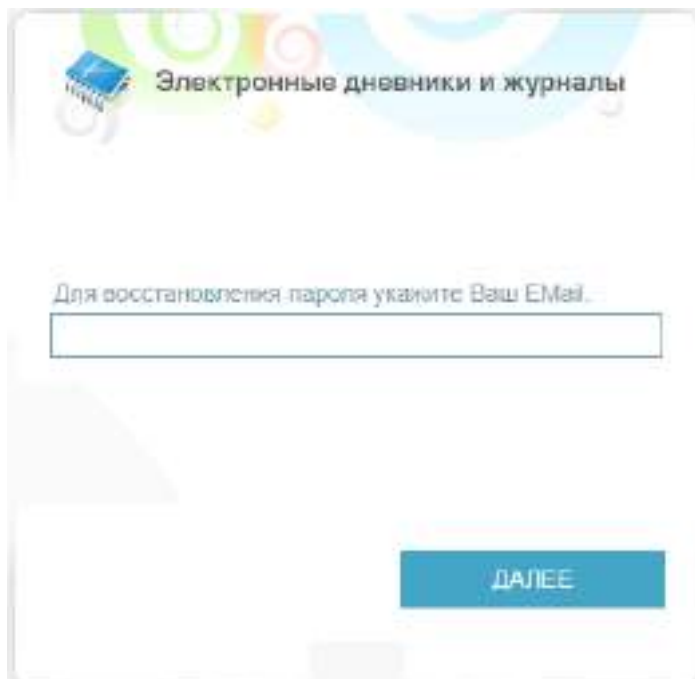 Электронные дневники и журналы
Для восстановления пароля укажите Ваш EMail.
ДАЛЕЕ